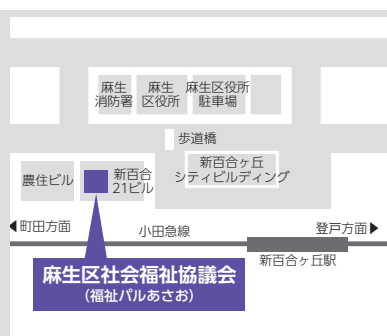 麻生
消防署
麻生
区役所
麻生区役所
駐車場
歩道橋
農住ビル
新百合
21ビル
新百合ヶ丘
シティビルディング
◀町田方面
小田急線
登戸方面▶
新百合ヶ丘駅
麻生区社会福祉協議会
(福祉パルあさお)